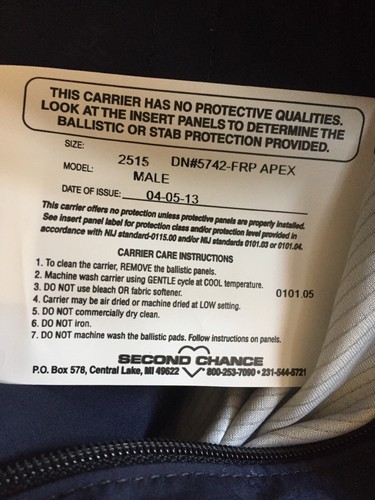 THIS CARRIER HAS NO PROTECTIVE QUALITIES.
LOOK AT THE INSERT PANELS TO DETERMINE THE
BALLISTIC OR STAB PROTECTION PROVIDED.
SIZE:
2515 DN#5742-FRP APEX
MODEL:
MALE
DATE OF ISSUE: 04-05-13
This carrier offers no protection unless protective panels are properly installed.
See insert panel label for protection class and/or protection level provided in
accordance with NIJ standard-0115.00 and/or NIJ standards 0101.03 or 0101.04.
CARRIER CARE INSTRUCTIONS
1. To clean the carrier, REMOVE the ballistic panels.
2. Machine wash carrier using GENTLE cycle at COOL temperature.
3. DO NOT use bleach OR fabric softener. 0101.05
4. Carrier may be air dried or machine dried at LOW setting.
5. DO NOT commercially dry clean.
6. DO NOT iron.
7. DO NOT machine wash the ballistic pads. Follow instructions on panels.
SECOND CHANCE
P.O. Box 578, Central Lake, MI 49622 800-253-7090 • 231-544-5721